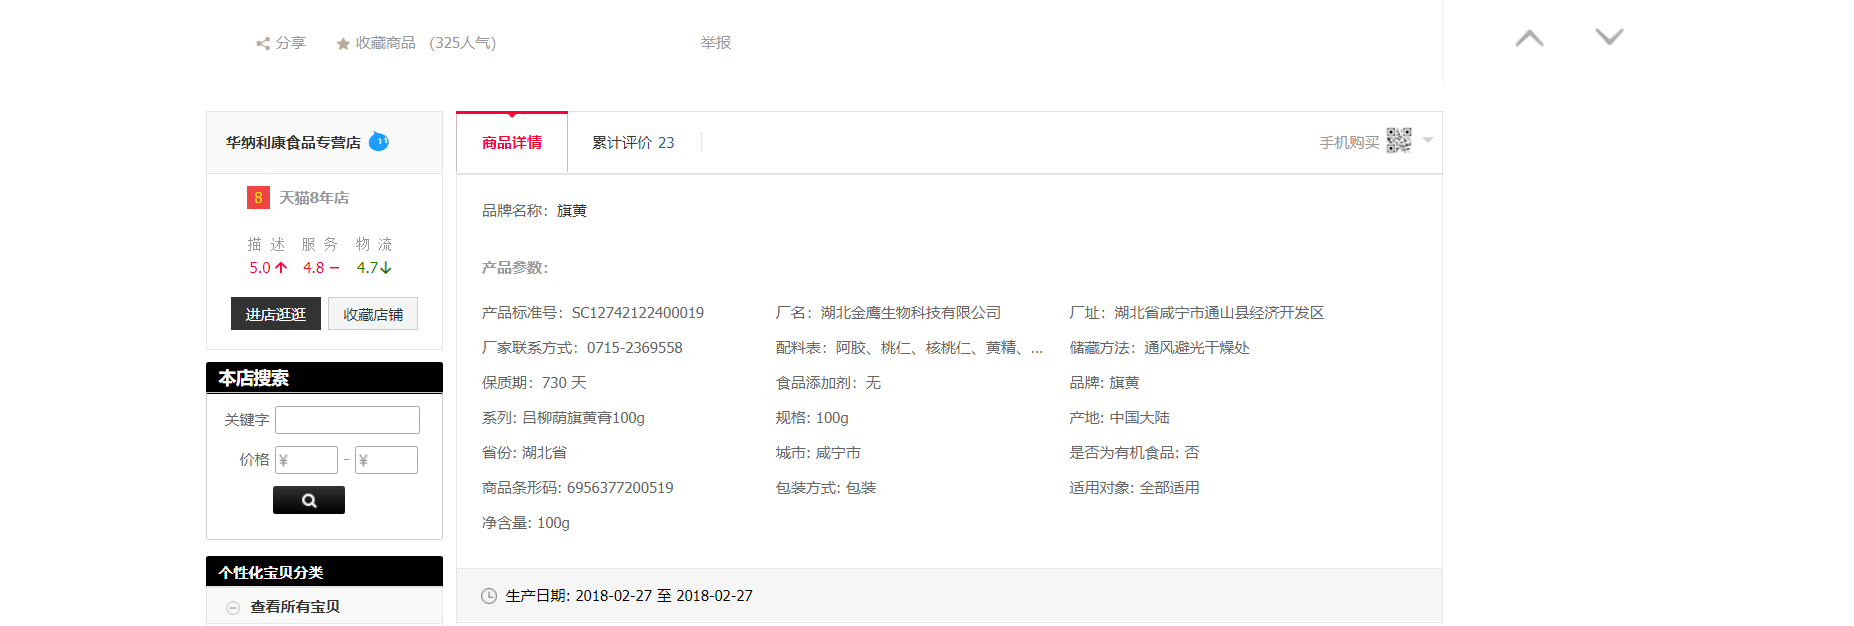 分享 收藏商品 (325人气) 举报
华纳利康食品专营店
8 天猫8年店
描 述 服 务 物 流
5.0 4.8 4.7
进店逛逛 收藏店铺
本店搜索
关键字
价格 ¥ - ¥
个性化宝贝分类
查看所有宝贝
商品详情 累计评价 23 手机购买
品牌名称：旗黄
产品参数：
产品标准号：SC12742122400019 厂名：湖北金鹰生物科技有限公司 厂址：湖北省咸宁市通山县经济开发区
厂家联系方式：0715-2369558 配料表：阿胶、桃仁、核桃仁、黄精、... 储藏方法：通风避光干燥处
保质期：730 天 食品添加剂：无 品牌: 旗黄
系列: 吕柳荫旗黄膏100g 规格: 100g 产地: 中国大陆
省份: 湖北省 城市: 咸宁市 是否为有机食品: 否
商品条形码: 6956377200519 包装方式: 包装 适用对象: 全部适用
净含量: 100g
生产日期: 2018-02-27 至 2018-02-27